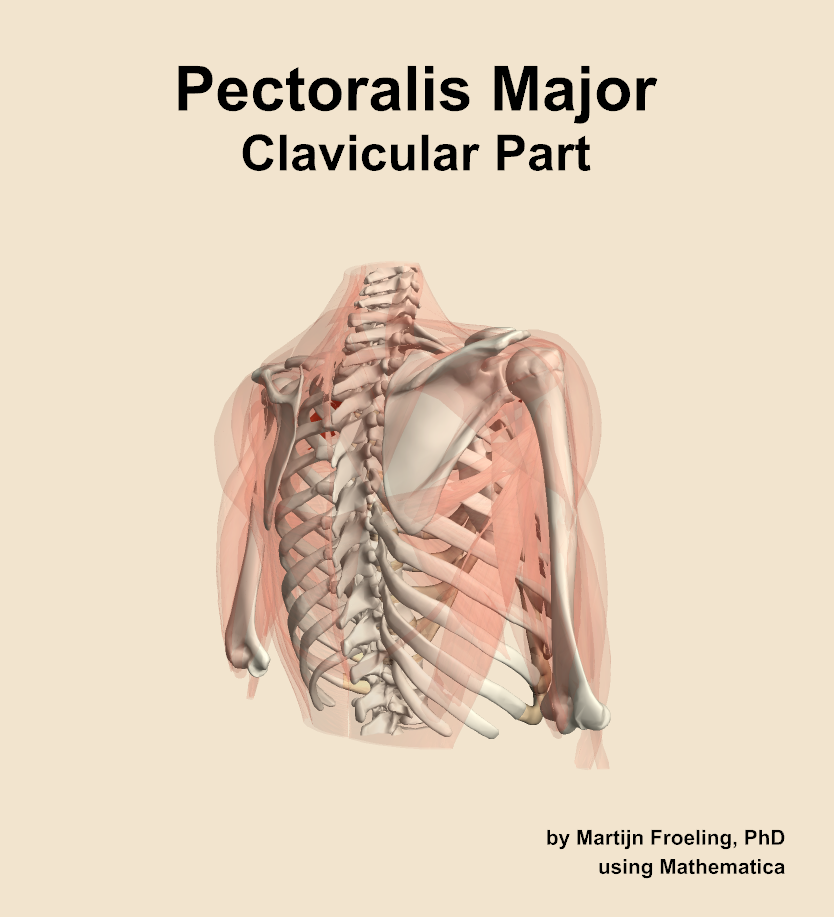 Pectoralis Major
Clavicular Part
by Martijn Froeling, PhD
using Mathematica